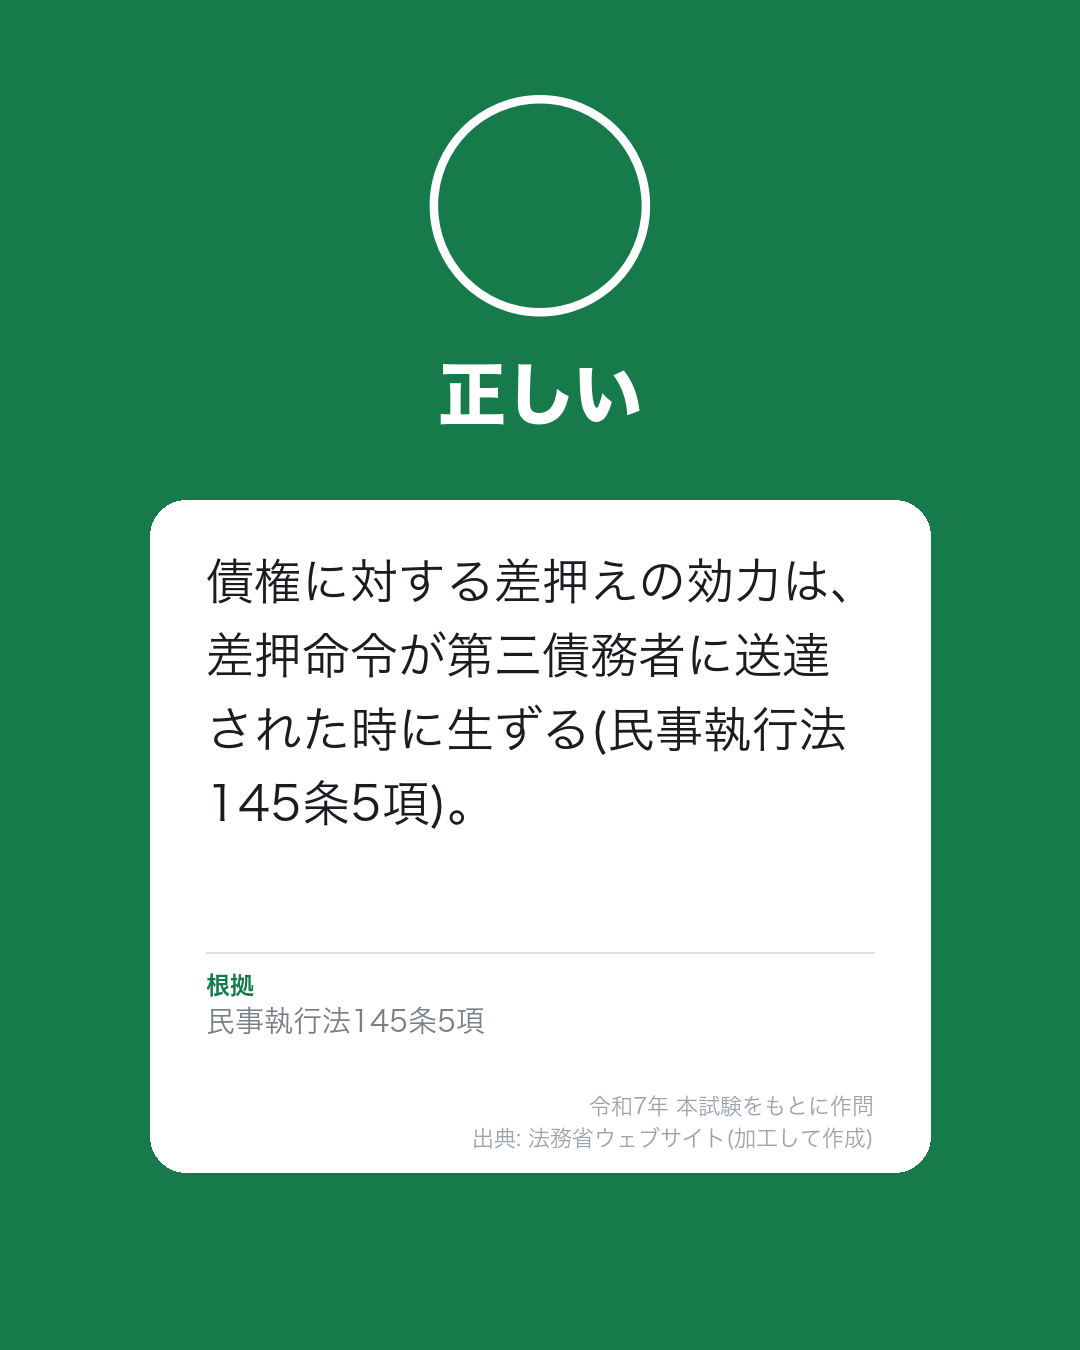 正しい
債権に対する差押えの効力は、
差押命令が第三債務者に送達
された時に生ずる(民事執行法
145条5項)。
根拠
民事執行法145条5項
令和7年 本試験をもとに作問
出典: 法務省ウェブサイト(加工して作成)